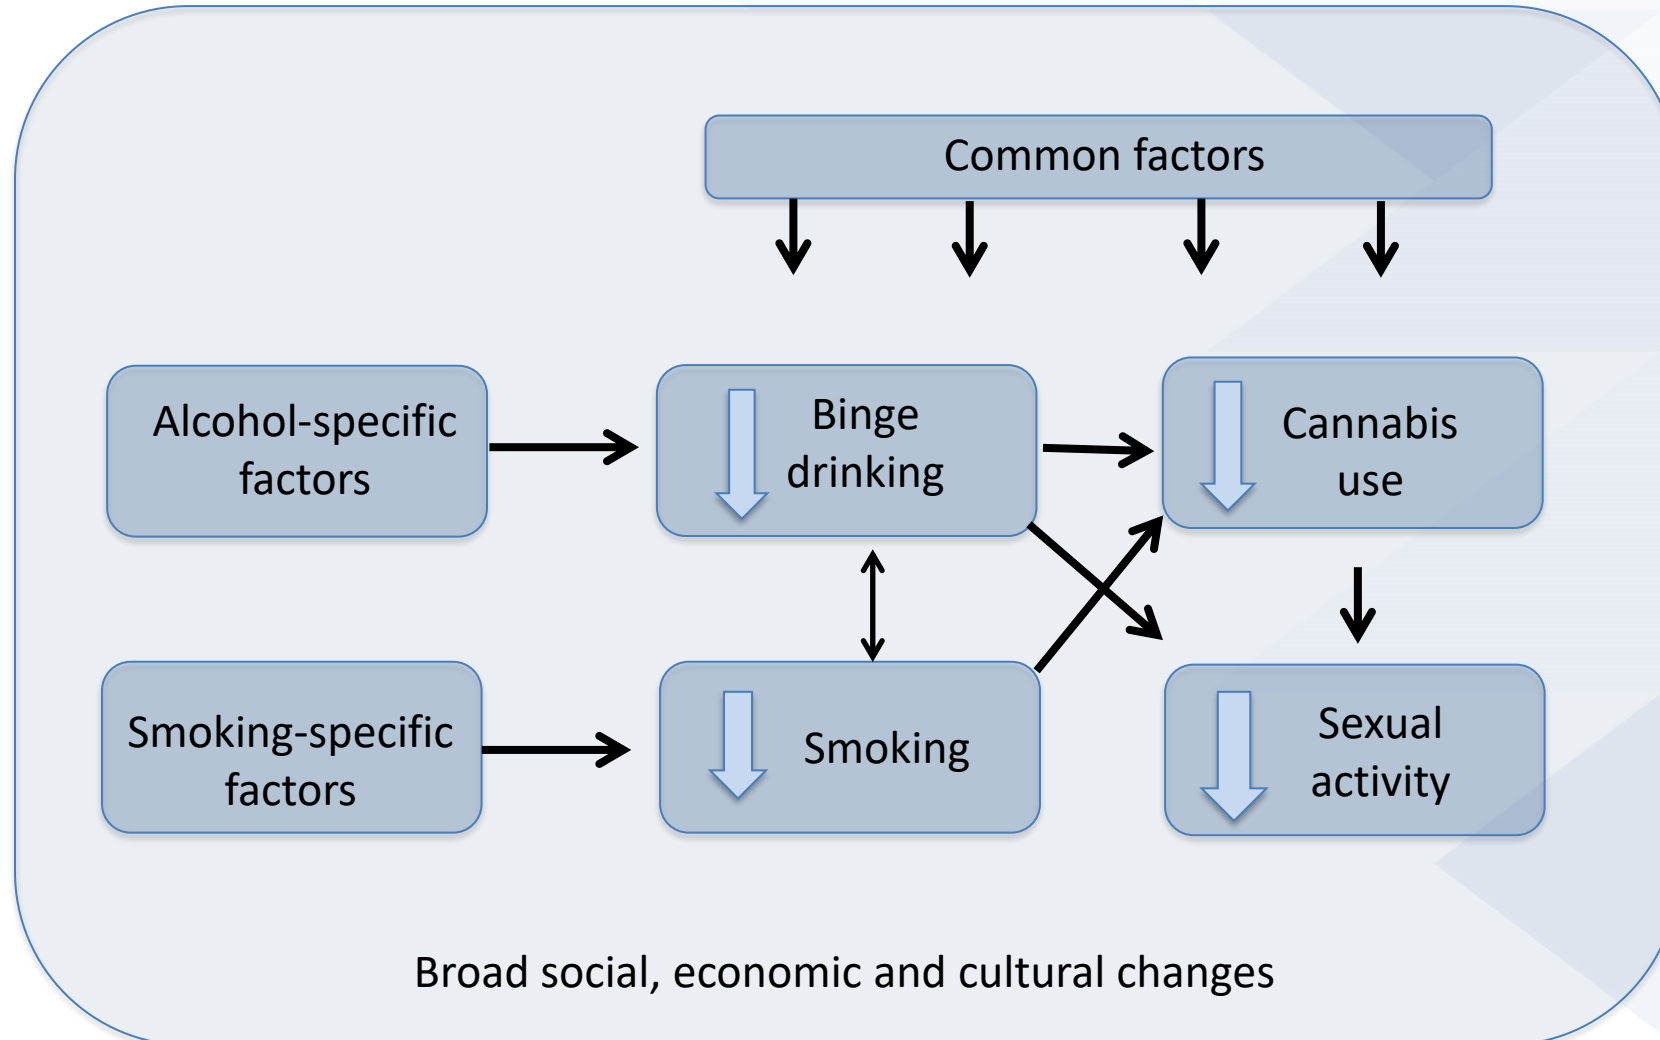 Common factors
Alcohol-specific
factors
Binge
drinking
Cannabis
use
Smoking-specific
factors
Smoking
Sexual
activity
Broad social, economic and cultural changes